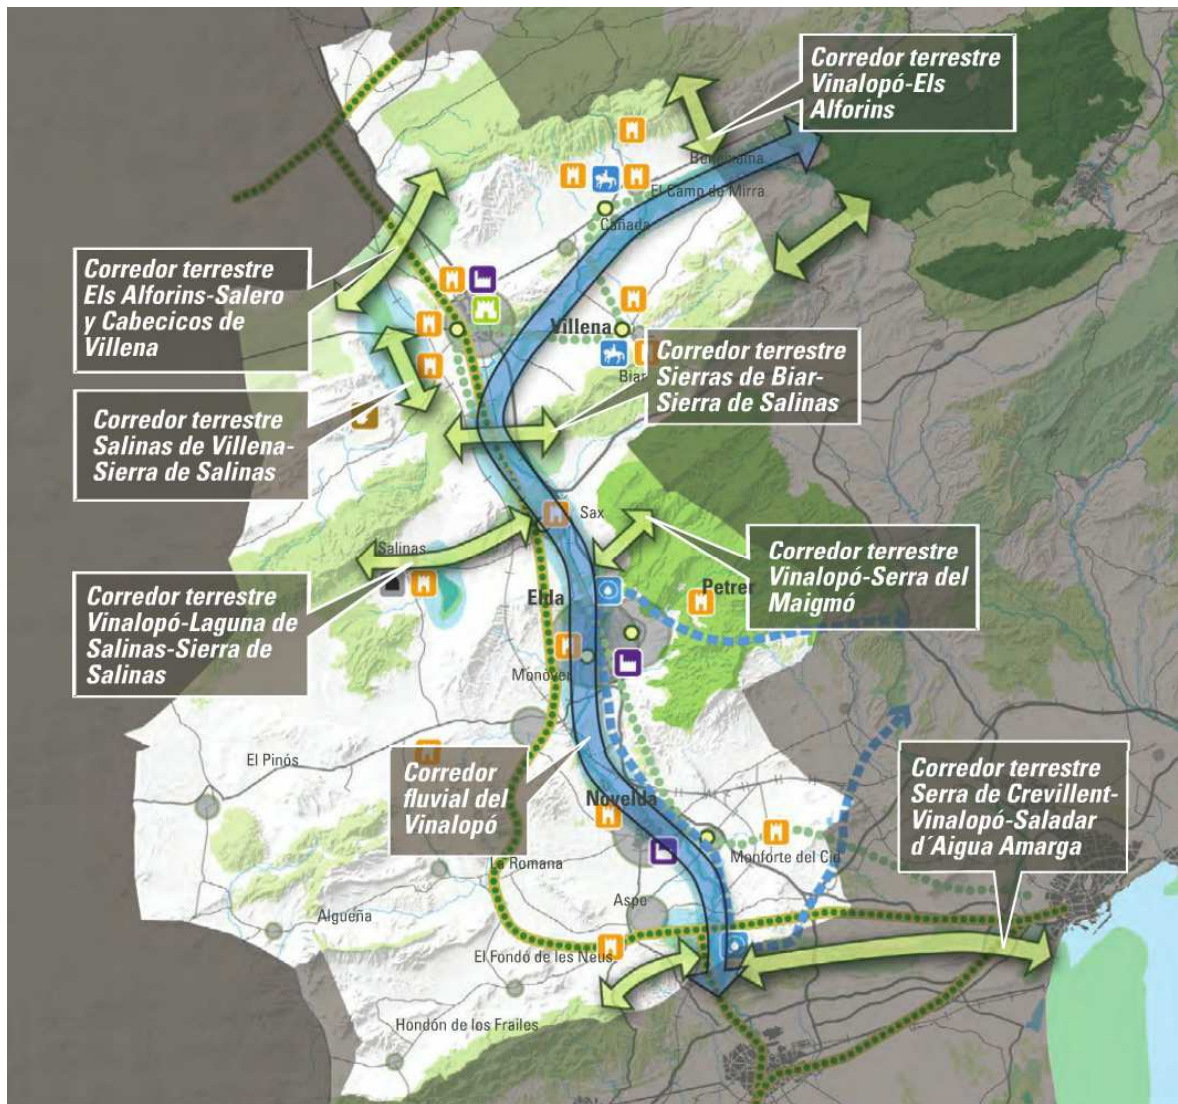 Corredor terrestre
Vinalopó-Els
Alforins
Benehama
El Camp de Mirra
Cañada
Corredor terrestre
Els Alforins-Salero
y Cabecicos de
Villena
Villena
Biar
Corredor terrestre
Sierras de Biar-
Sierra de Salinas
Corredor terrestre
Salinas de Villena-
Sierra de Salinas
Sax
Salinas
Corredor terrestre
Vinalopó-Serra del
Maigmó
Petrer
Elda
Corredor terrestre
Vinalopó-Laguna de
Salinas-Sierra de
Salinas
Monóver
El Pinós
Corredor
fluvial del
Vinalopó
Corredor terrestre
Serra de Crevillent-
Vinalopó-Saladar
d´Aigua Amarga
Novelda
Monforte del Cid
La Romana
Aspe
Algueña
El Fondó de les Neus
Hondón de los Frailes